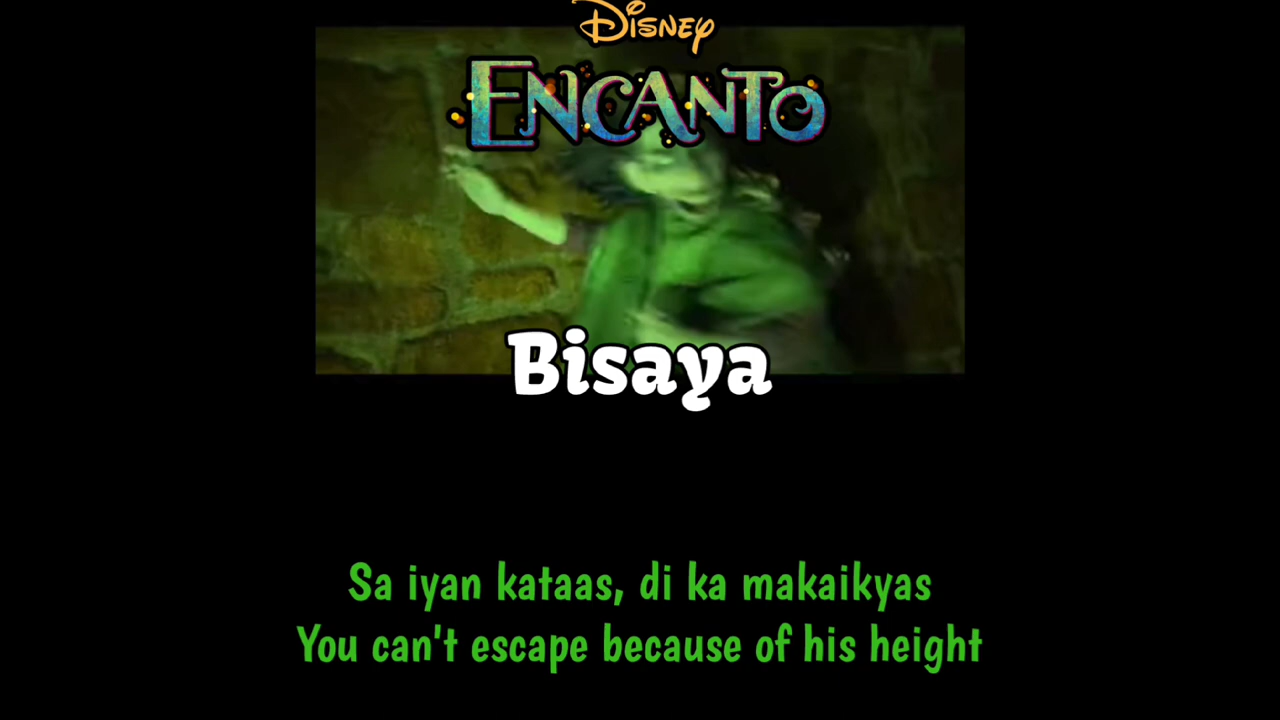 Disney
ENCANTO
Bisaya
Sa iyan kataas, di ka makaikyas
You can't escape because of his height